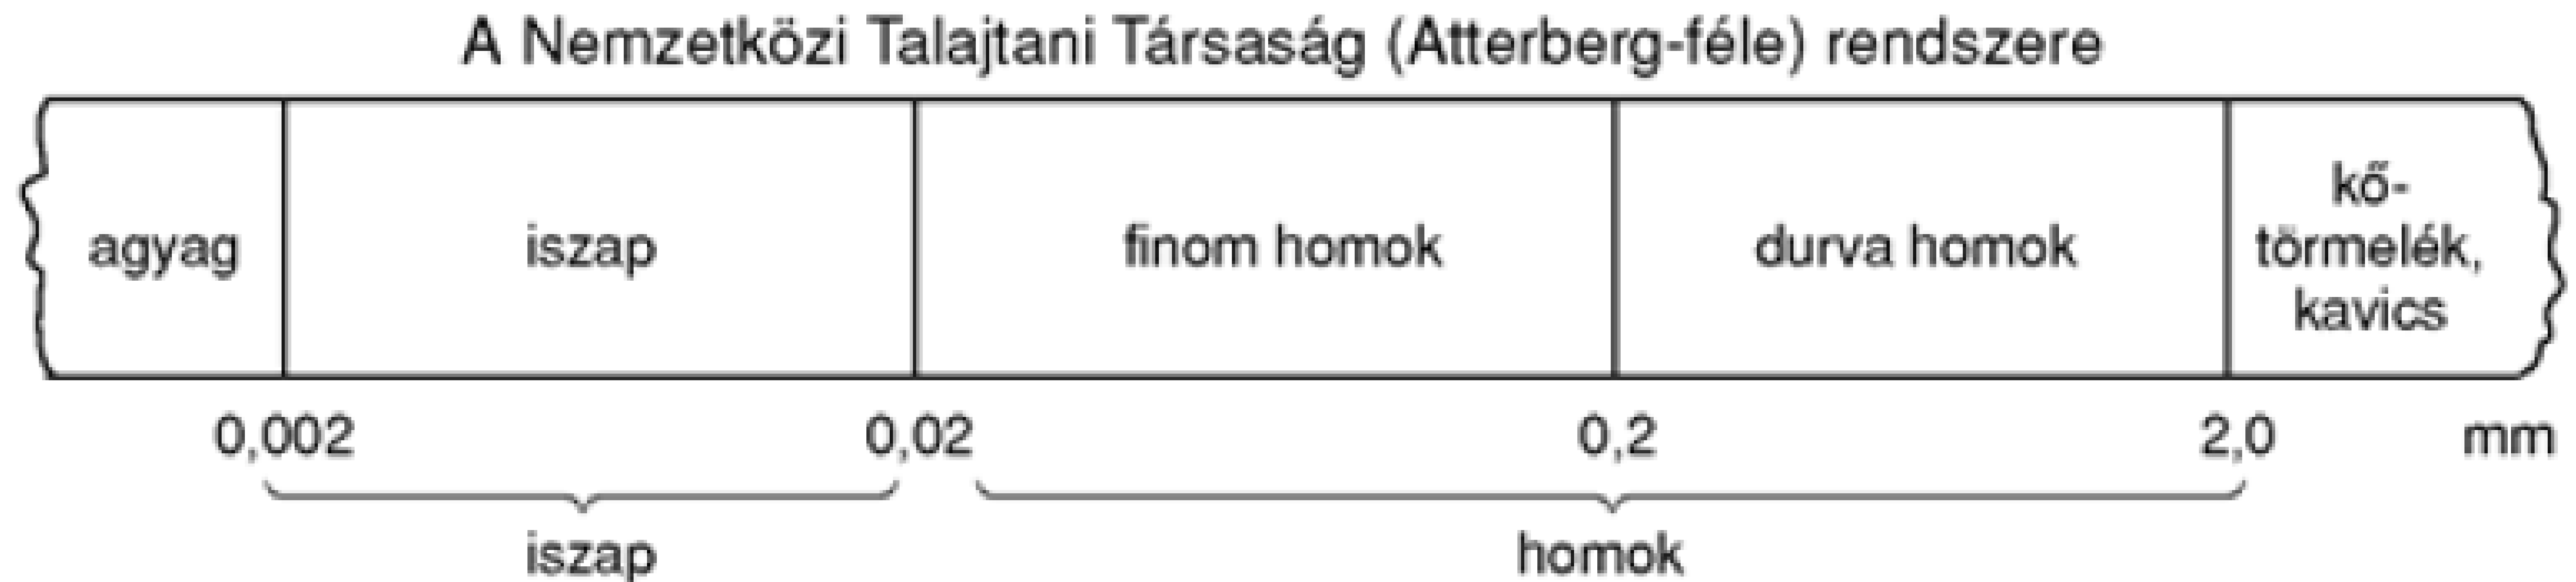 A Nemzetközi Talajtani Társaság (Atterberg-féle) rendszere
agyag
iszap
finom homok
durva homok
kő-
törmelék,
kavics
0,002
0,02
0,2
2,0
mm
iszap
homok